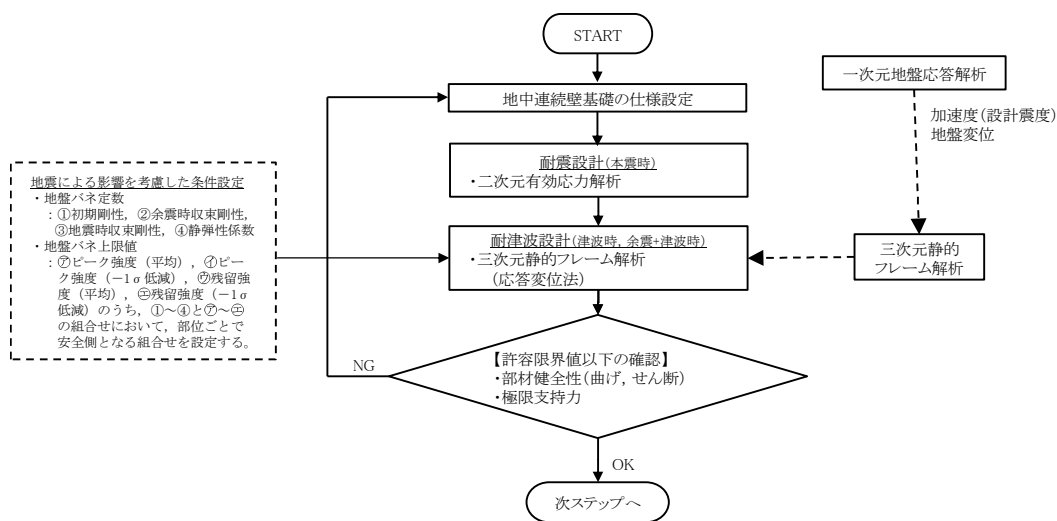 START
地中連続壁基礎の仕様設定
一次元地盤応答解析
加速度(設計震度)
地盤変位
耐震設計(本震時)
・二次元有効応力解析
地震による影響を考慮した条件設定
・地盤バネ定数
:①初期剛性，②余震時収束剛性，
③地震時収束剛性，④静弾性係数
・地盤バネ上限値
:㋐ピーク強度（平均），㋑ピー
ク強度（－1σ低減），㋒残留強
度（平均），㋓残留強度（－1σ
低減）のうち，①～④と㋐～㋓
の組合せにおいて，部位ごとで
安全側となる組合せを設定する。
耐津波設計(津波時，余震+津波時)
・三次元静的フレーム解析
(応答変位法)
三次元静的
フレーム解析
【許容限界値以下の確認】
・部材健全性(曲げ，せん断)
・極限支持力
NG
OK
次ステップへ